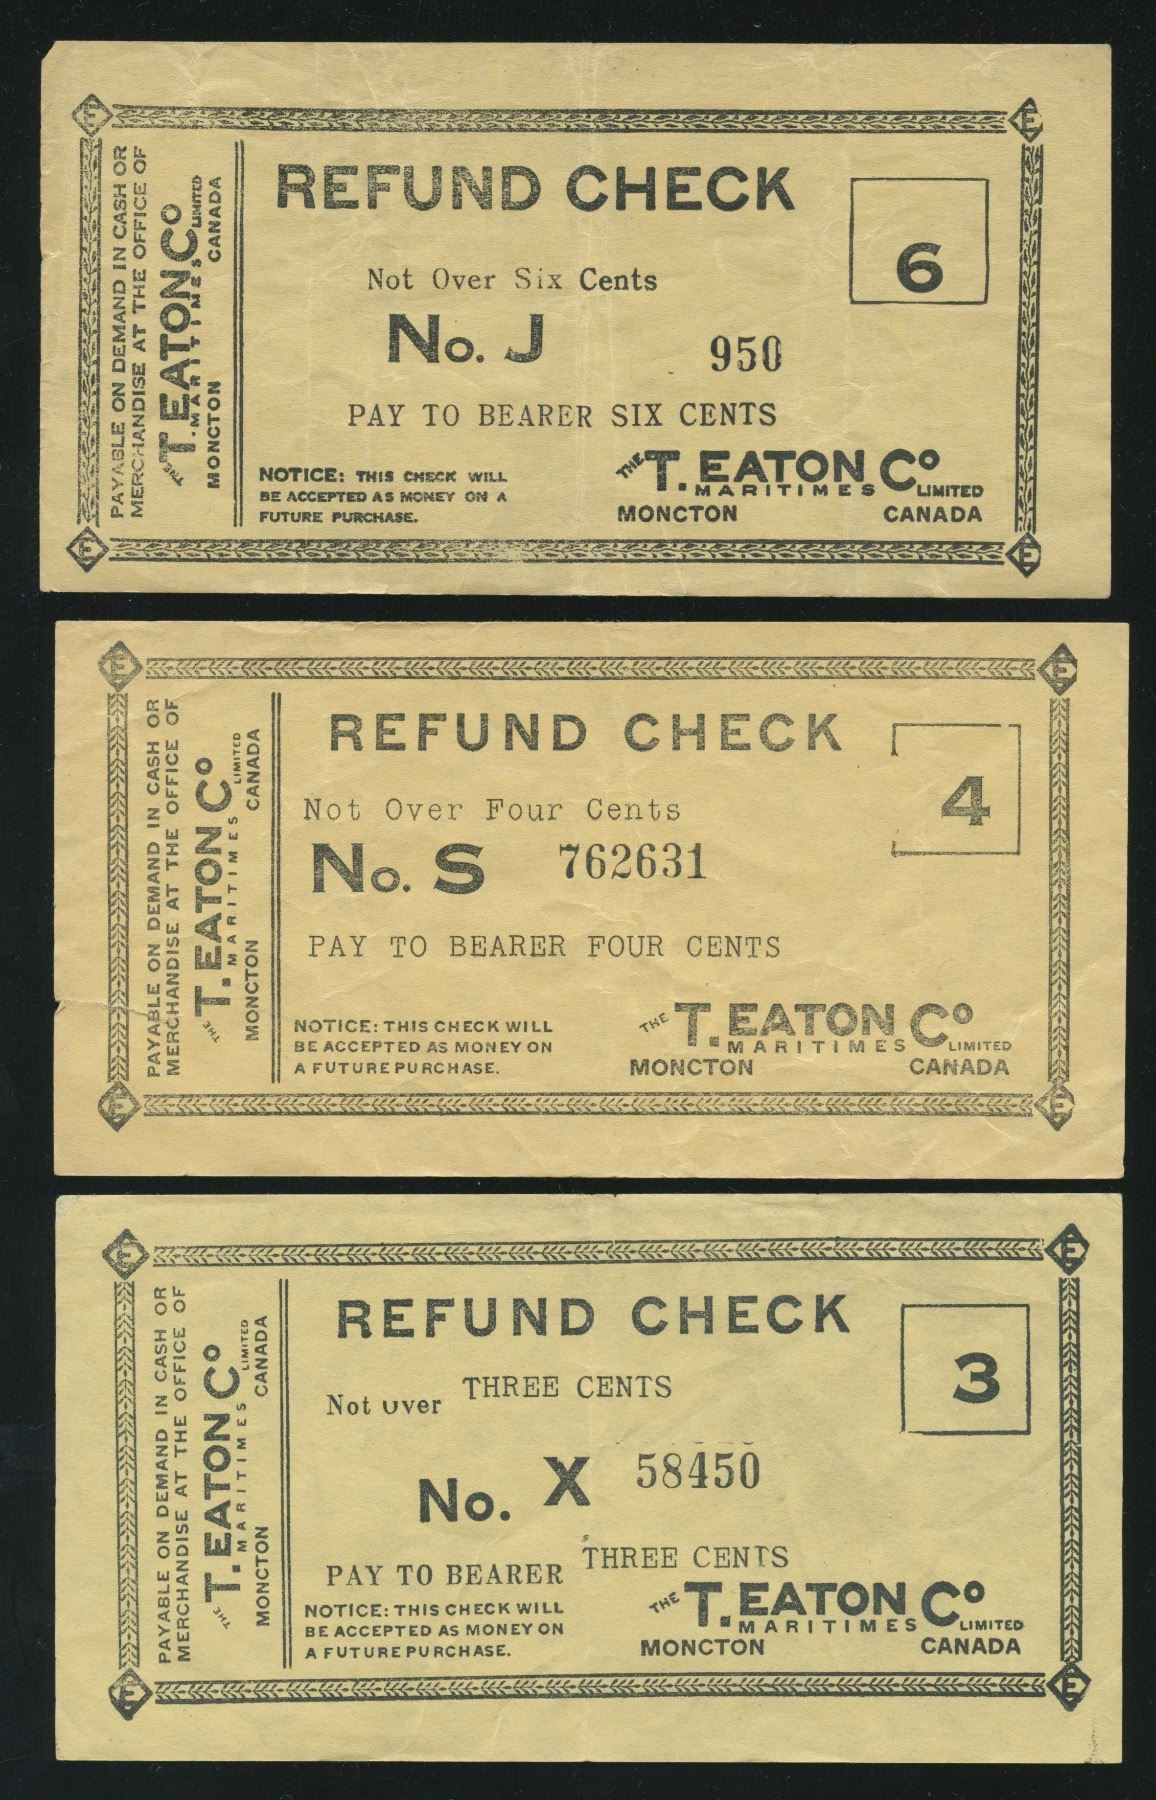 PAYABLE ON DEMAND IN CASH OR
MERCHANDISE AT THE OFFICE OF
THE T. EATON Co
MARITIMES LIMITED
MONCTON CANADA
REFUND CHECK
6
Not Over Six Cents
No. J 950
PAY TO BEARER SIX CENTS
NOTICE: THIS CHECK WILL
BE ACCEPTED AS MONEY ON A
FUTURE PURCHASE.
THE T. EATON Co
MARITIMES LIMITED
MONCTON CANADA
E
E
E
E
PAYABLE ON DEMAND IN CASH OR
MERCHANDISE AT THE OFFICE OF
THE T. EATON Co
MARITIMES LIMITED
MONCTON CANADA
REFUND CHECK
4
Not Over Four Cents
No. S 762631
PAY TO BEARER FOUR CENTS
NOTICE: THIS CHECK WILL
BE ACCEPTED AS MONEY ON
A FUTURE PURCHASE.
THE T. EATON Co
MARITIMES LIMITED
MONCTON CANADA
E
E
E
E
PAYABLE ON DEMAND IN CASH OR
MERCHANDISE AT THE OFFICE OF
THE T. EATON Co
MARITIMES LIMITED
MONCTON CANADA
REFUND CHECK
3
Not Over THREE CENTS
No. X 58450
PAY TO BEARER THREE CENTS
NOTICE: THIS CHECK WILL
BE ACCEPTED AS MONEY ON
A FUTURE PURCHASE.
THE T. EATON Co
MARITIMES LIMITED
MONCTON CANADA
E
E
E
E